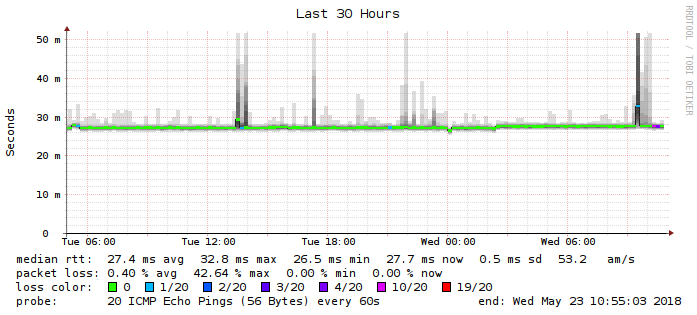 Last 30 Hours
RRDTOOL / TOBI OETIKER
Seconds
50 m
40 m
30 m
20 m
10 m
0
Tue 06:00 Tue 12:00 Tue 18:00 Wed 00:00 Wed 06:00
median rtt: 27.4 ms avg 32.8 ms max 26.5 ms min 27.7 ms now 0.5 ms sd 53.2 am/s
packet loss: 0.40 % avg 42.64 % max 0.00 % min 0.00 % now
loss color: 0 1/20 2/20 3/20 4/20 10/20 19/20
probe: 20 ICMP Echo Pings (56 Bytes) every 60s end: Wed May 23 10:55:03 2018